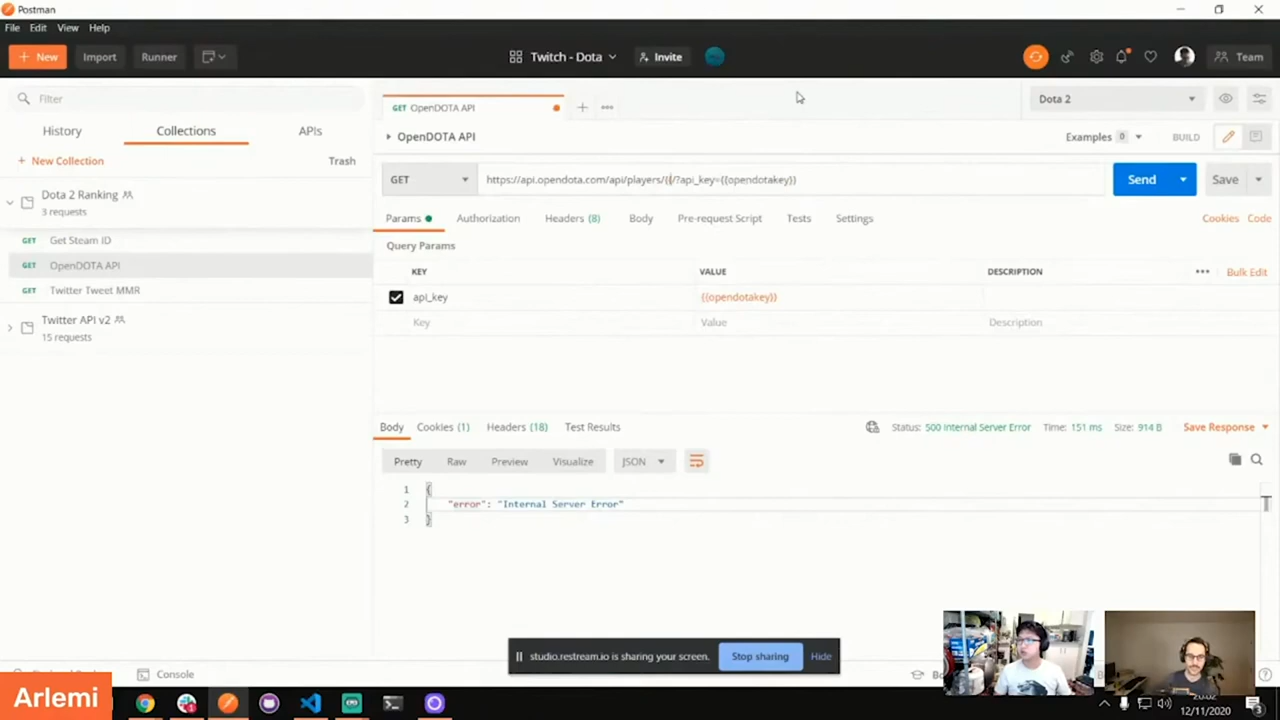 Postman
File Edit View Help
+ New Import Runner Twitch - Dota Invite Team
Filter
History Collections APIs
+ New Collection Trash
Dota 2 Ranking
3 requests
GET Get Steam ID
GET OpenDOTA API
GET Twitter Tweet MMR
Twitter API v2
15 requests
GET OpenDOTA API + ••• Dota 2
OpenDOTA API Examples 0 BUILD
GET https://api.opendota.com/api/players/{{/?api_key={{opendotakey}} Send Save
Params Authorization Headers (8) Body Pre-request Script Tests Settings Cookies Code
Query Params
KEY VALUE DESCRIPTION ••• Bulk Edit
api_key {{opendotakey}}
Key Value Description
Body Cookies (1) Headers (18) Test Results Status: 500 Internal Server Error Time: 151 ms Size: 914 B Save Response
Pretty Raw Preview Visualize JSON
1 {
2 "error": "Internal Server Error"
3 }
studio.restream.io is sharing your screen. Stop sharing Hide
Console
Arlemi
20:02
12/11/2020
3